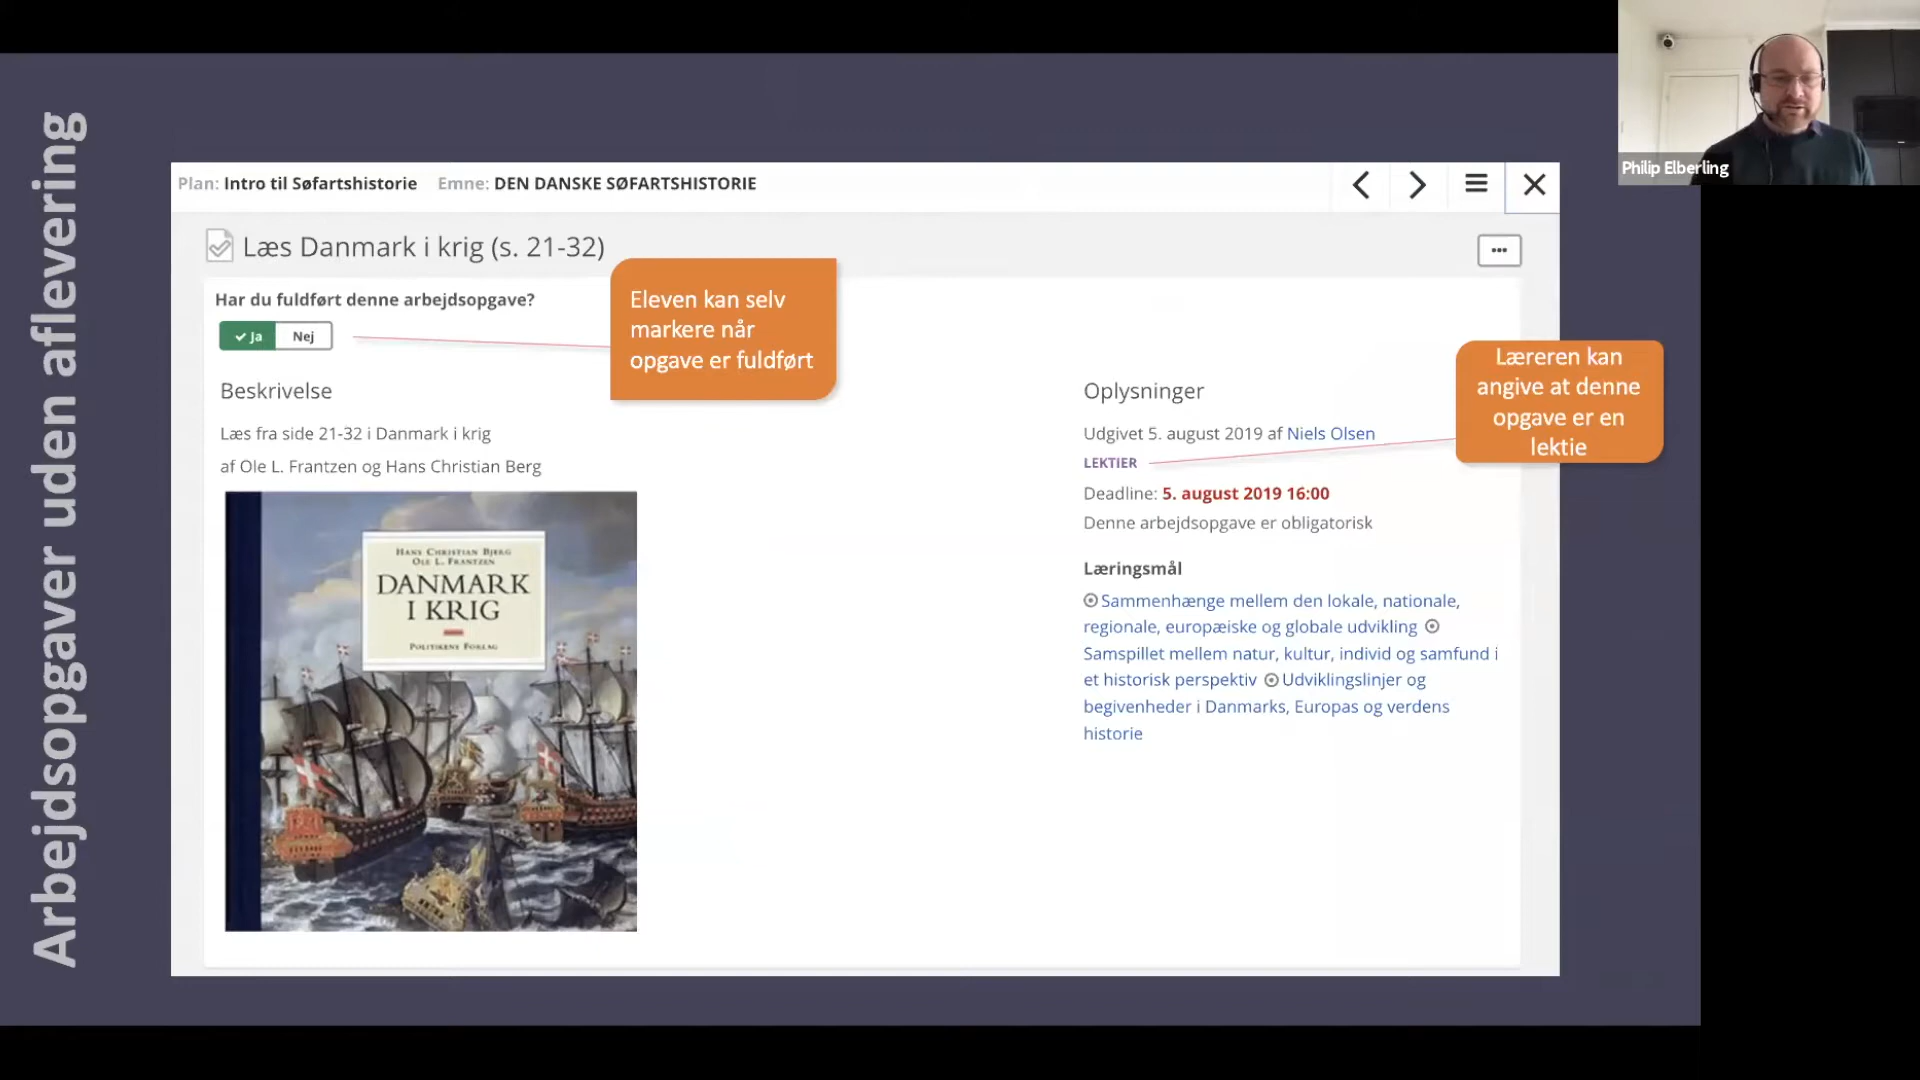 Arbejdsopgaver uden aflevering
Plan: Intro til Søfartshistorie Emne: DEN DANSKE SØFARTSHISTORIE
Læs Danmark i krig (s. 21-32)
Har du fuldført denne arbejdsopgave?
Ja Nej
Eleven kan selv
markere når
opgave er fuldført
Beskrivelse
Læs fra side 21-32 i Danmark i krig
af Ole L. Frantzen og Hans Christian Berg
HANS CHRISTIAN BJERG
OLE L. FRANTZEN
DANMARK
I KRIG
POLITIKENS FORLAG
Oplysninger
Udgivet 5. august 2019 af Niels Olsen
LEKTIER
Deadline: 5. august 2019 16:00
Denne arbejdsopgave er obligatorisk
Læringsmål
Sammenhænge mellem den lokale, nationale,
regionale, europæiske og globale udvikling
Samspillet mellem natur, kultur, individ og samfund i
et historisk perspektiv Udviklingslinjer og
begivenheder i Danmarks, Europas og verdens
historie
Læreren kan
angive at denne
opgave er en
lektie
Philip Elberling